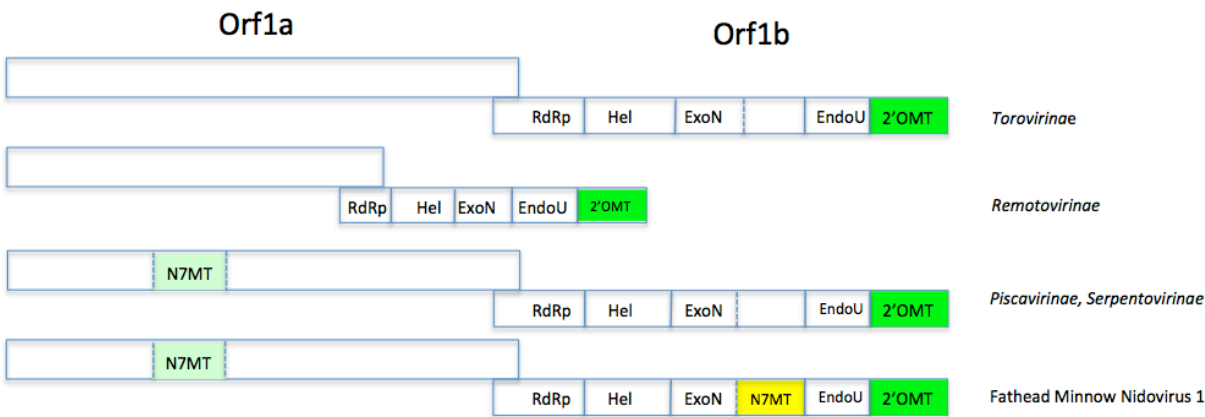 Orf1a
Orf1b
RdRp Hel ExoN EndoU 2'OMT Torovirinae
RdRp Hel ExoN EndoU 2'OMT Remotovirinae
N7MT
RdRp Hel ExoN EndoU 2'OMT Piscavirinae, Serpentovirinae
N7MT
RdRp Hel ExoN N7MT EndoU 2'OMT Fathead Minnow Nidovirus 1